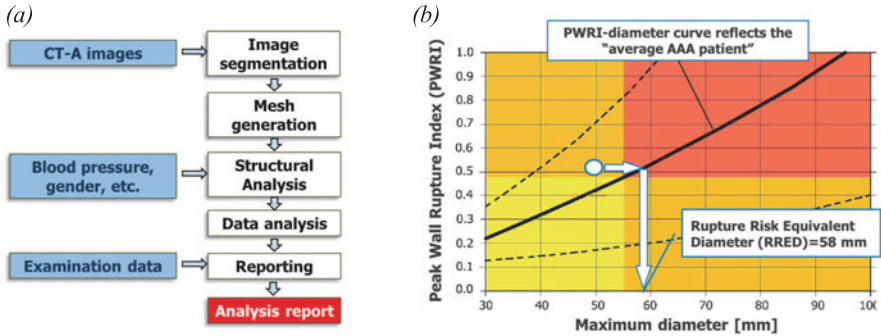 (a)
CT-A images
Image
segmentation
Mesh
generation
Blood pressure,
gender, etc.
Structural
Analysis
Data analysis
Examination data
Reporting
Analysis report
(b)
PWRI-diameter curve reflects the
“average AAA patient”
Peak Wall Rupture Index (PWRI)
1.0
0.9
0.8
0.7
0.6
0.5
0.4
0.3
0.2
0.1
0.0
Rupture Risk Equivalent
Diameter (RRED)=58 mm
30
40
50
60
70
80
90
100
Maximum diameter [mm]